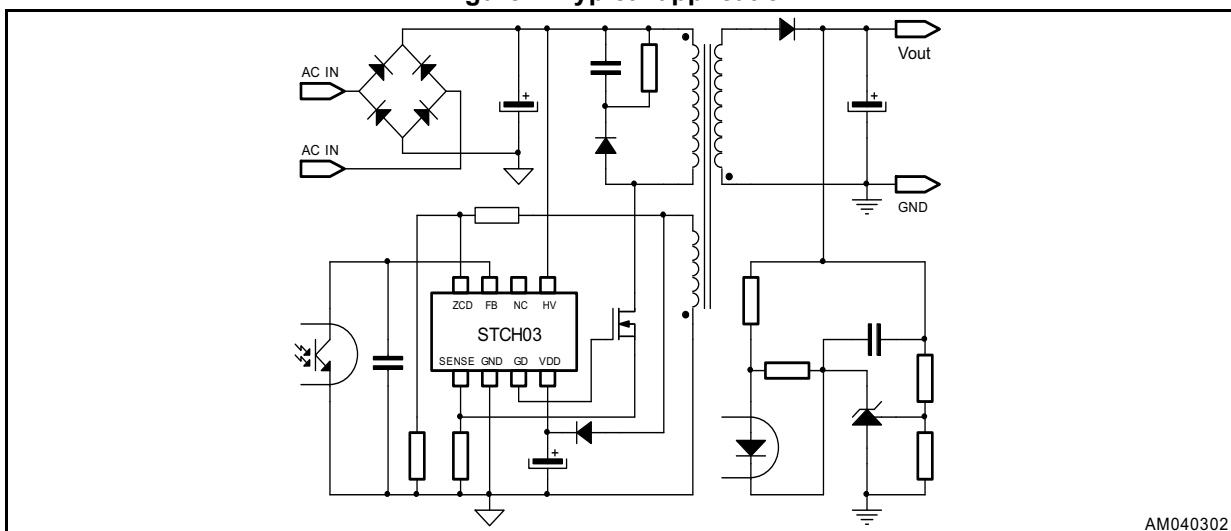 AC IN
Vout
AC IN
GND
ZCD FB NC HV
STCH03
SENSE GND GD VDD
AM040302